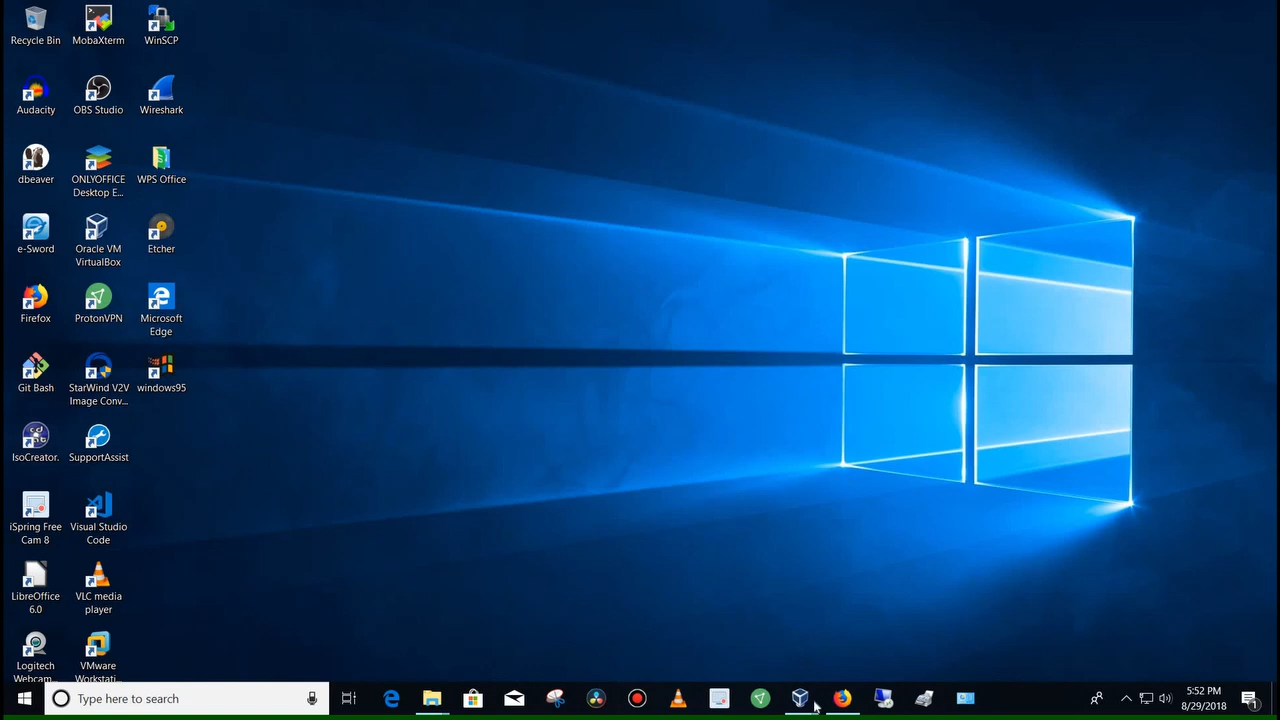 Recycle Bin
MobaXterm
WinSCP
Audacity
OBS Studio
Wireshark
dbeaver
ONLYOFFICE
Desktop E...
WPS Office
e-Sword
Oracle VM
VirtualBox
Etcher
Firefox
ProtonVPN
Microsoft
Edge
Git Bash
StarWind V2V
Image Conv...
windows95
IsoCreator.
SupportAssist
iSpring Free
Cam 8
Visual Studio
Code
LibreOffice
6.0
VLC media
player
Logitech
Webcam...
VMware
Workstati...
Type here to search
5:52 PM
8/29/2018
1